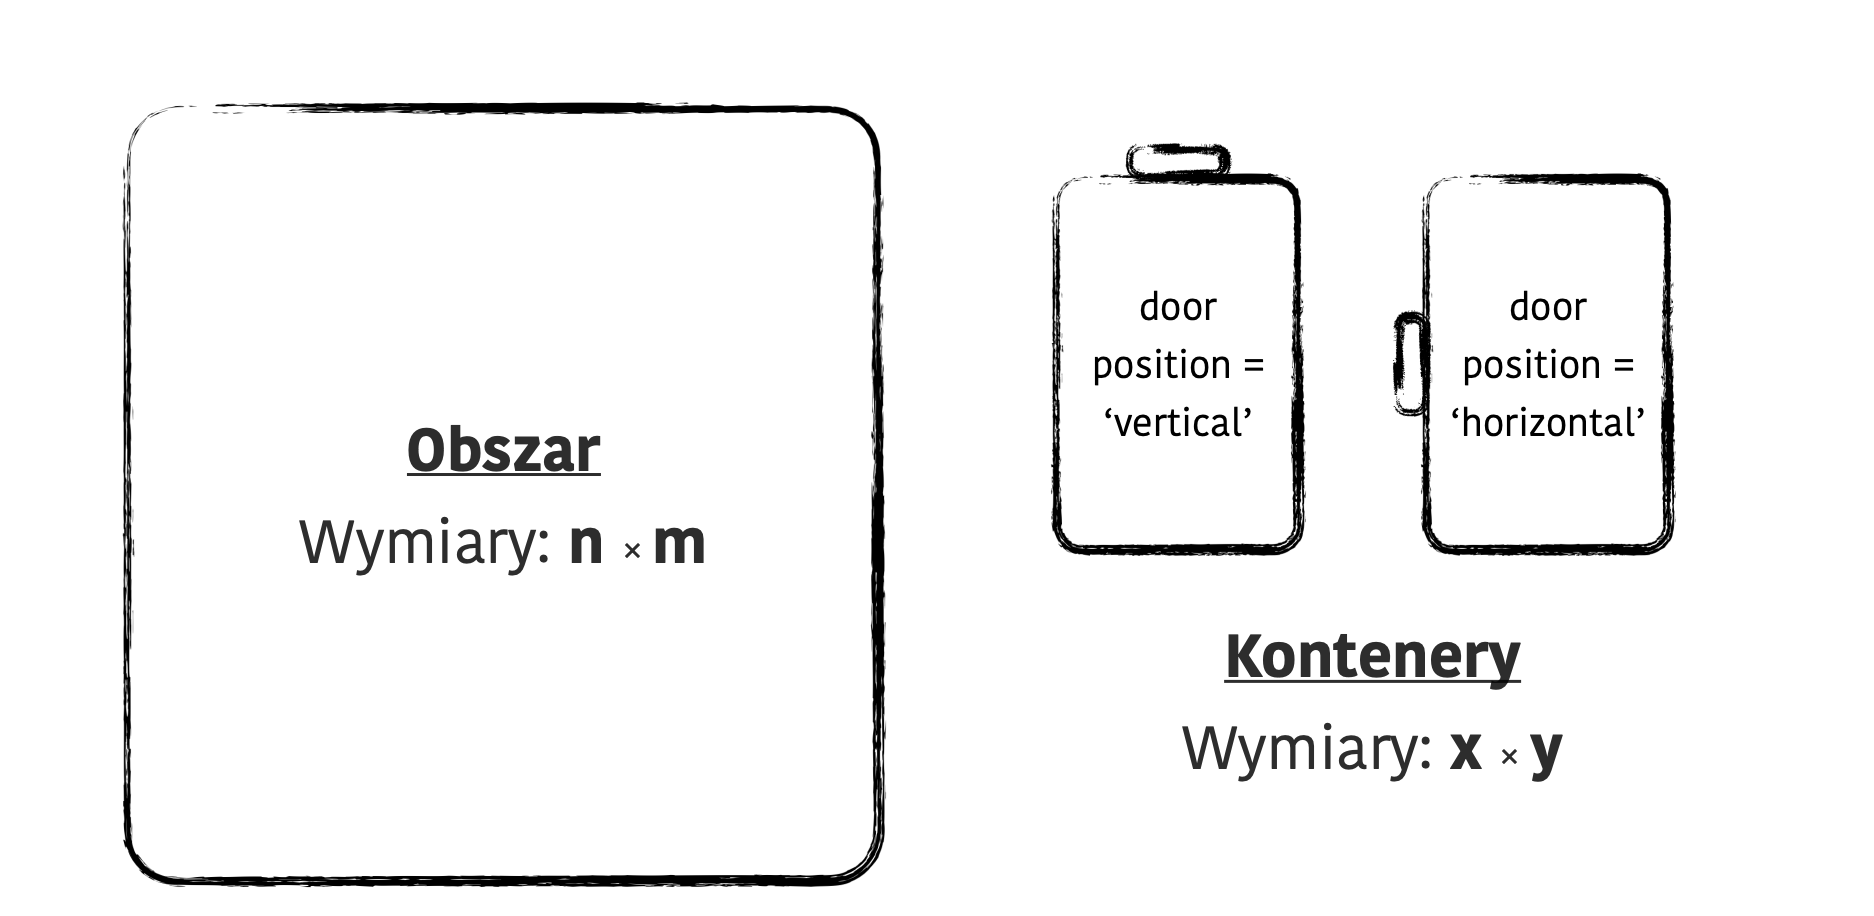 Obszar
Wymiary: n × m
door
position =
‘vertical’
door
position =
‘horizontal’
Kontenery
Wymiary: x × y